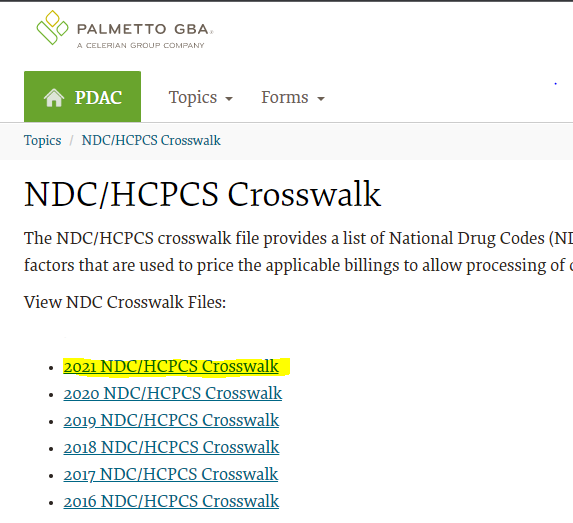 PALMETTO GBA®
A CELERIAN GROUP COMPANY
PDAC Topics Forms
Topics / NDC/HCPCS Crosswalk
NDC/HCPCS Crosswalk
The NDC/HCPCS crosswalk file provides a list of National Drug Codes (ND
factors that are used to price the applicable billings to allow processing of
View NDC Crosswalk Files:
• 2021 NDC/HCPCS Crosswalk
• 2020 NDC/HCPCS Crosswalk
• 2019 NDC/HCPCS Crosswalk
• 2018 NDC/HCPCS Crosswalk
• 2017 NDC/HCPCS Crosswalk
• 2016 NDC/HCPCS Crosswalk